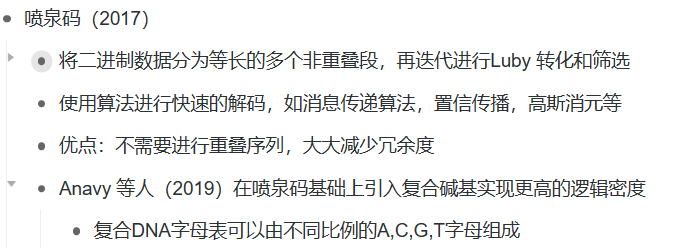 喷泉码（2017）
将二进制数据分为等长的多个非重叠段，再迭代进行Luby 转化和筛选
使用算法进行快速的解码，如消息传递算法，置信传播，高斯消元等
优点：不需要进行重叠序列，大大减少冗余度
Anavy 等人（2019）在喷泉码基础上引入复合碱基实现更高的逻辑密度
复合DNA字母表可以由不同比例的A,C,G,T字母组成